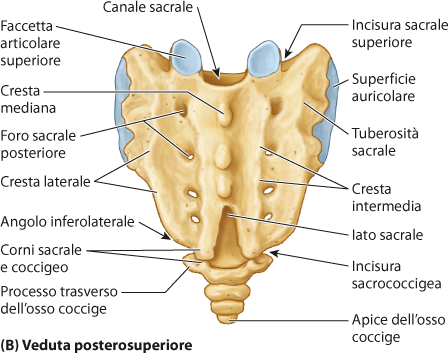 Canale sacrale
Faccetta
articolare
superiore
Cresta
mediana
Foro sacrale
posteriore
Cresta laterale
Angolo inferolaterale
Corni sacrale
e coccigeo
Processo trasverso
dell'osso coccige
Incisura sacrale
superiore
Superficie
auricolare
Tuberosità
sacrale
Cresta
intermedia
Iato sacrale
Incisura
sacrococcigea
Apice dell'osso
coccige
(B) Veduta posterosuperiore